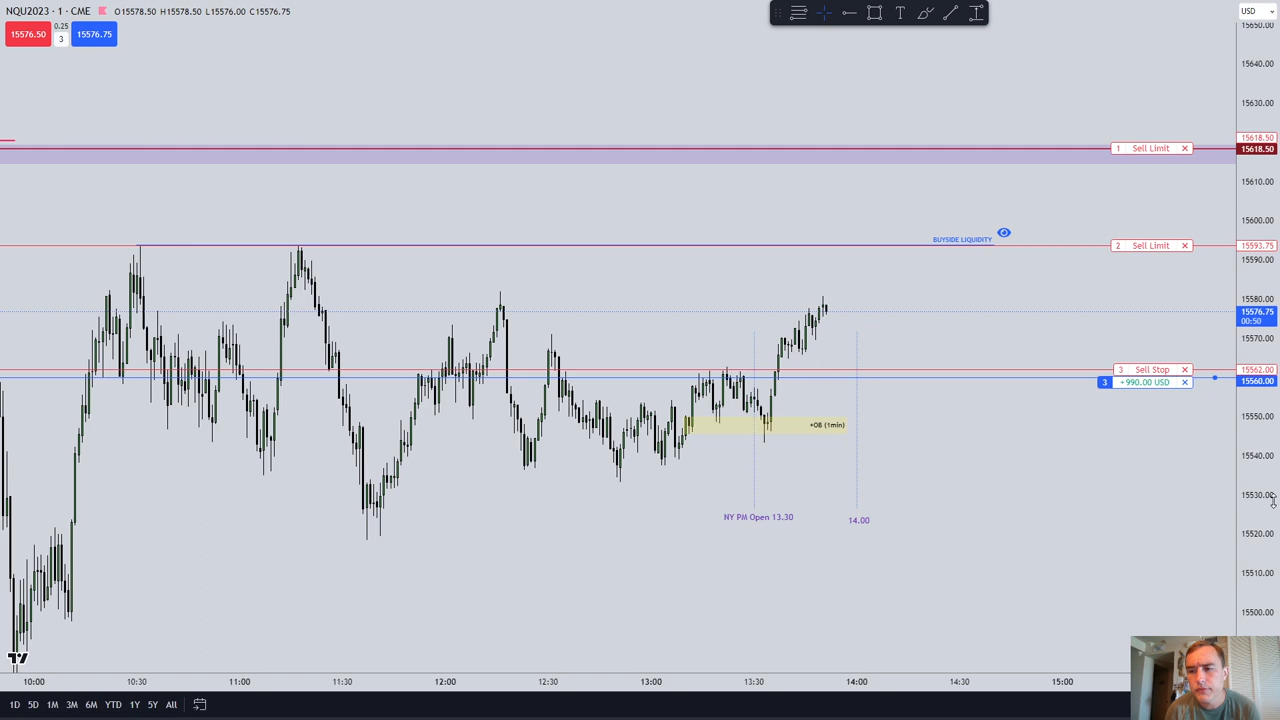 NQU2023 · 1 · CME
O15578.50 H15578.50 L15576.00 C15576.75
USD
15576.50
0.25
3
15576.75
15650.00
15640.00
15630.00
15618.50
1 Sell Limit × 15618.50
15610.00
15600.00
BUYSIDE LIQUIDITY
2 Sell Limit × 15593.75
15590.00
15580.00
15576.75
00:50
15570.00
3 Sell Stop × 15562.00
3 +990.00 USD × 15560.00
15550.00
+OB (1min)
15540.00
15530.00
NY PM Open 13.30
14.00
15520.00
15510.00
15500.00
10:00 10:30 11:00 11:30 12:00 12:30 13:00 13:30 14:00 14:30 15:00
1D 5D 1M 3M 6M YTD 1Y 5Y All